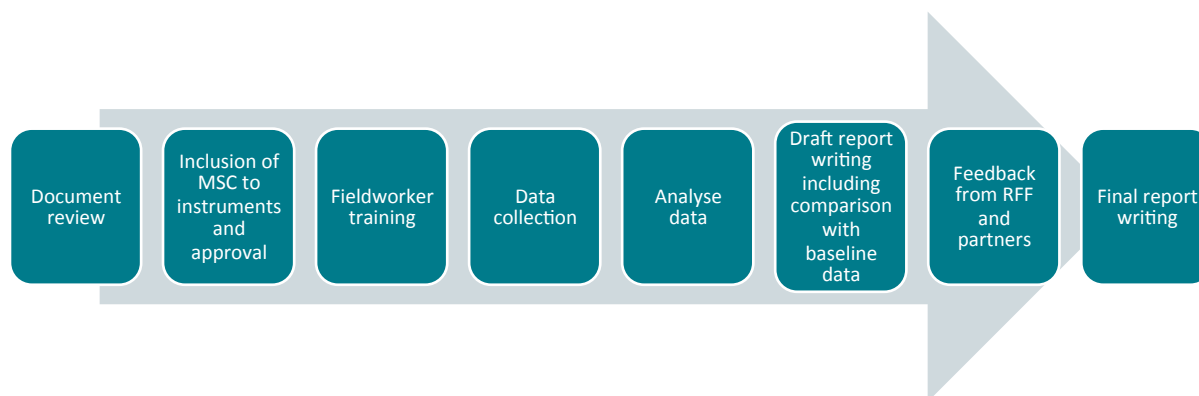 Document
review
Inclusion of
MSC to
instruments
and
approval
Fieldworker
training
Data
collection
Analyse
data
Draft report
writing
including
comparison
with
baseline
data
Feedback
from RFF
and
partners
Final report
writing